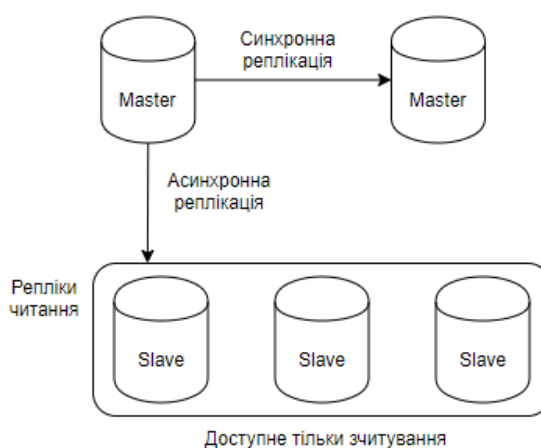 Синхронна
реплікація
Master
Master
Асинхронна
реплікація
Репліки
читання
Slave
Slave
Slave
Доступне тільки зчитування